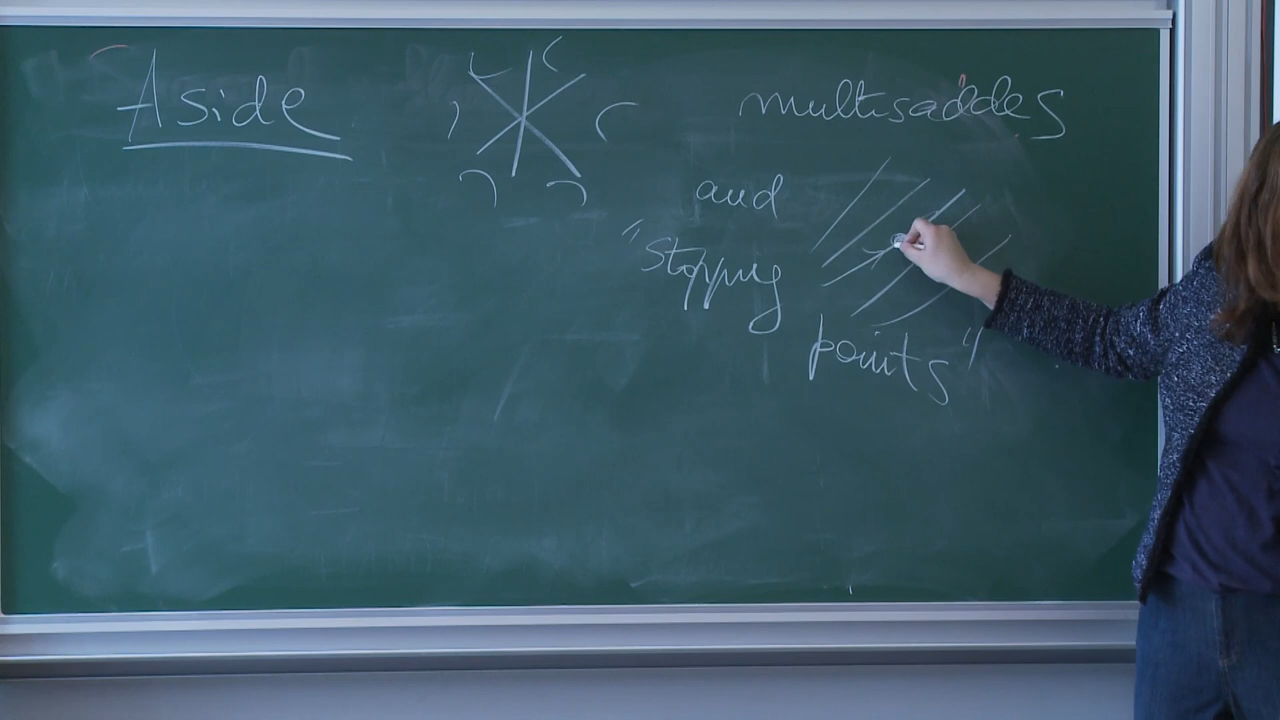 Aside
multisaddles
and
"stopping
points"